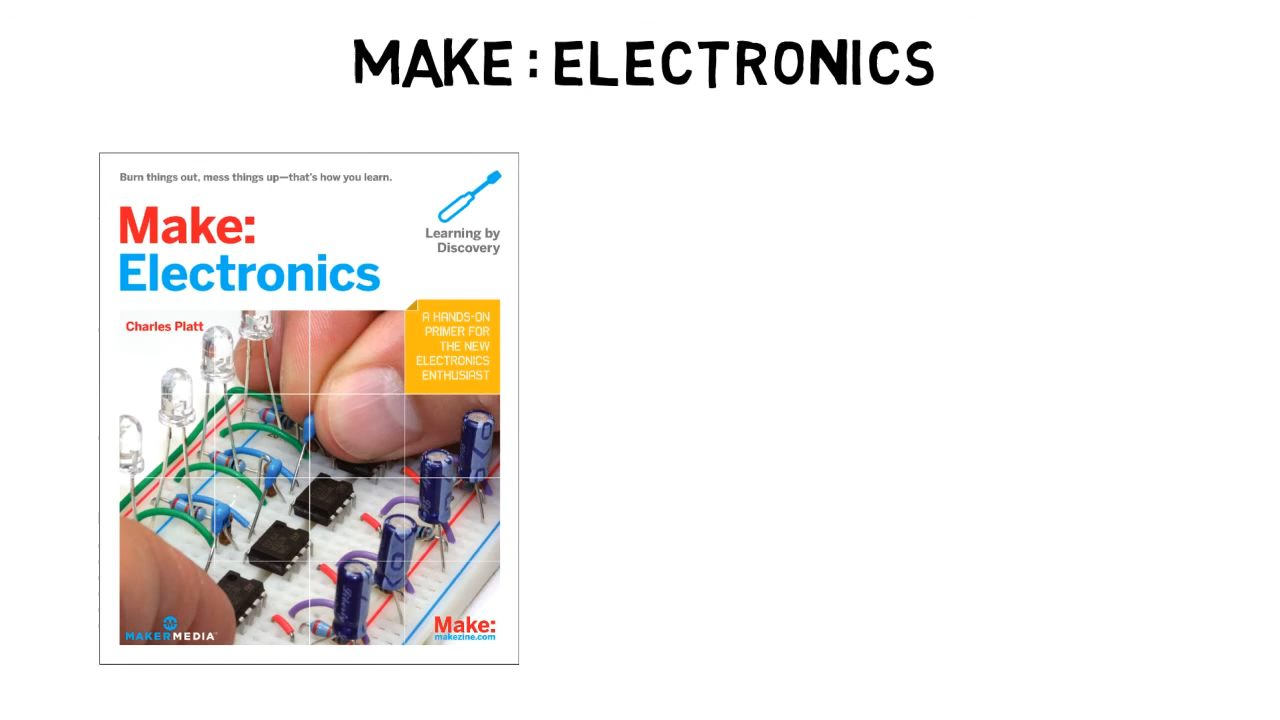 MAKE: ELECTRONICS
Burn things out, mess things up—that's how you learn.
Make:
Electronics
Learning by
Discovery
Charles Platt
A HANDS-ON
PRIMER FOR
THE NEW
ELECTRONICS
ENTHUSIAST
MAKERMEDIA
Make:
makezine.com